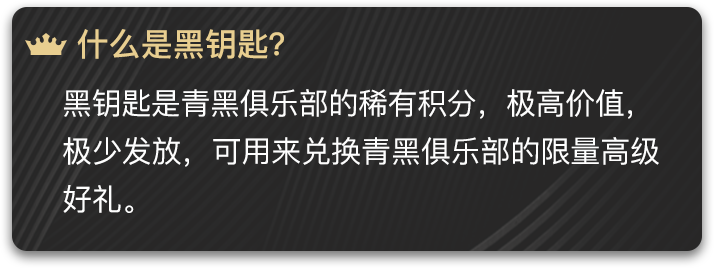 什么是黑钥匙？
黑钥匙是青黑俱乐部的稀有积分，极高价值，
极少发放，可用来兑换青黑俱乐部的限量高级
好礼。